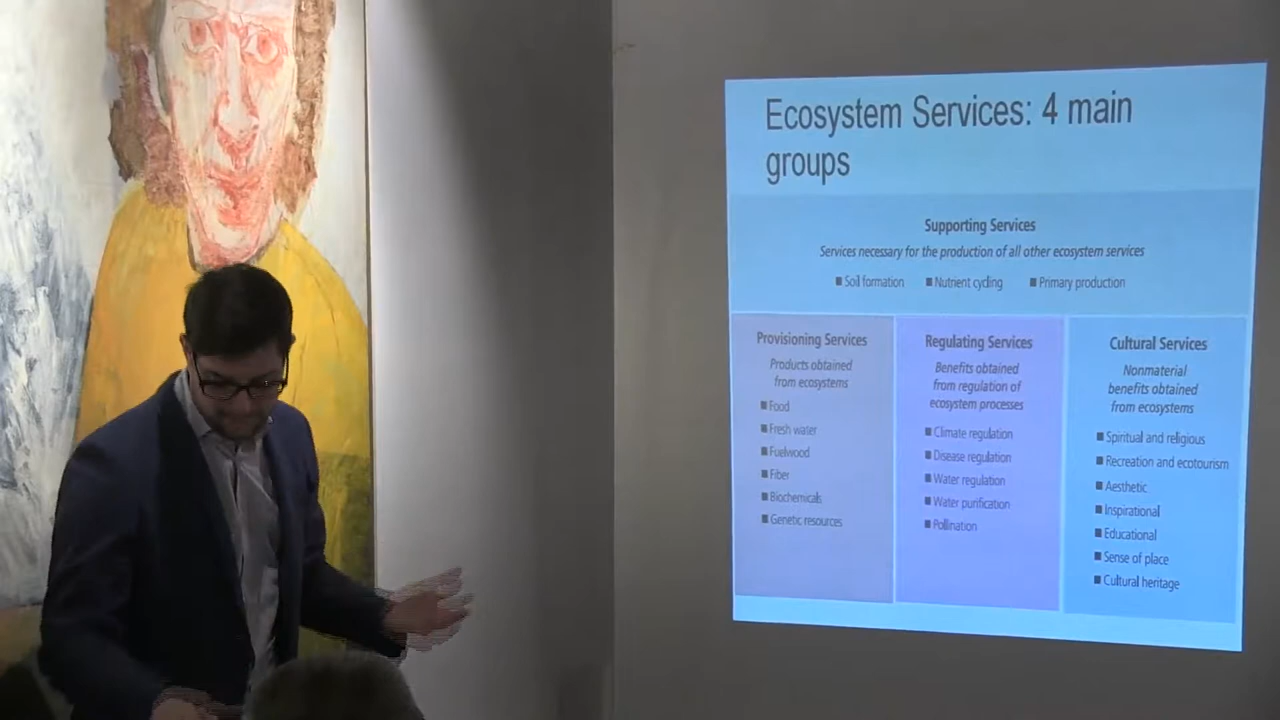 Ecosystem Services: 4 main
groups
Supporting Services
Services necessary for the production of all other ecosystem services
■ Soil formation ■ Nutrient cycling ■ Primary production
Provisioning Services
Products obtained
from ecosystems
■ Food
■ Fresh water
■ Fuelwood
■ Fiber
■ Biochemicals
■ Genetic resources
Regulating Services
Benefits obtained
from regulation of
ecosystem processes
■ Climate regulation
■ Disease regulation
■ Water regulation
■ Water purification
■ Pollination
Cultural Services
Nonmaterial
benefits obtained
from ecosystems
■ Spiritual and religious
■ Recreation and ecotourism
■ Aesthetic
■ Inspirational
■ Educational
■ Sense of place
■ Cultural heritage